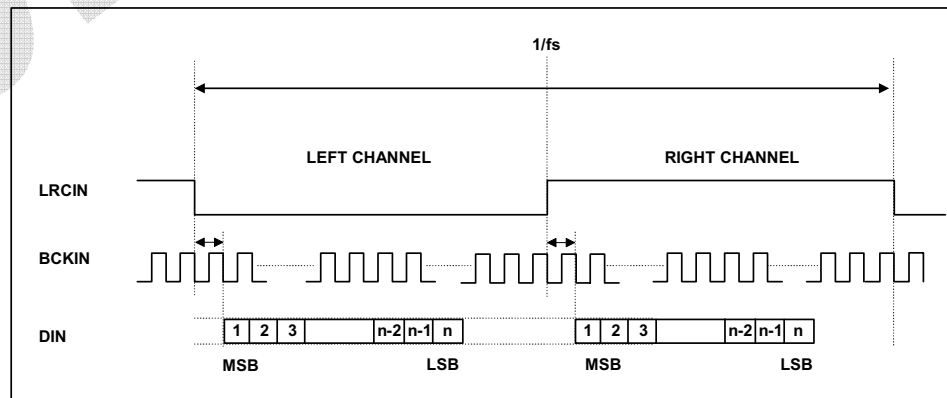 1/fs
LEFT CHANNEL RIGHT CHANNEL
LRCIN
BCKIN
DIN 1 2 3 n-2 n-1 n 1 2 3 n-2 n-1 n
MSB LSB MSB LSB